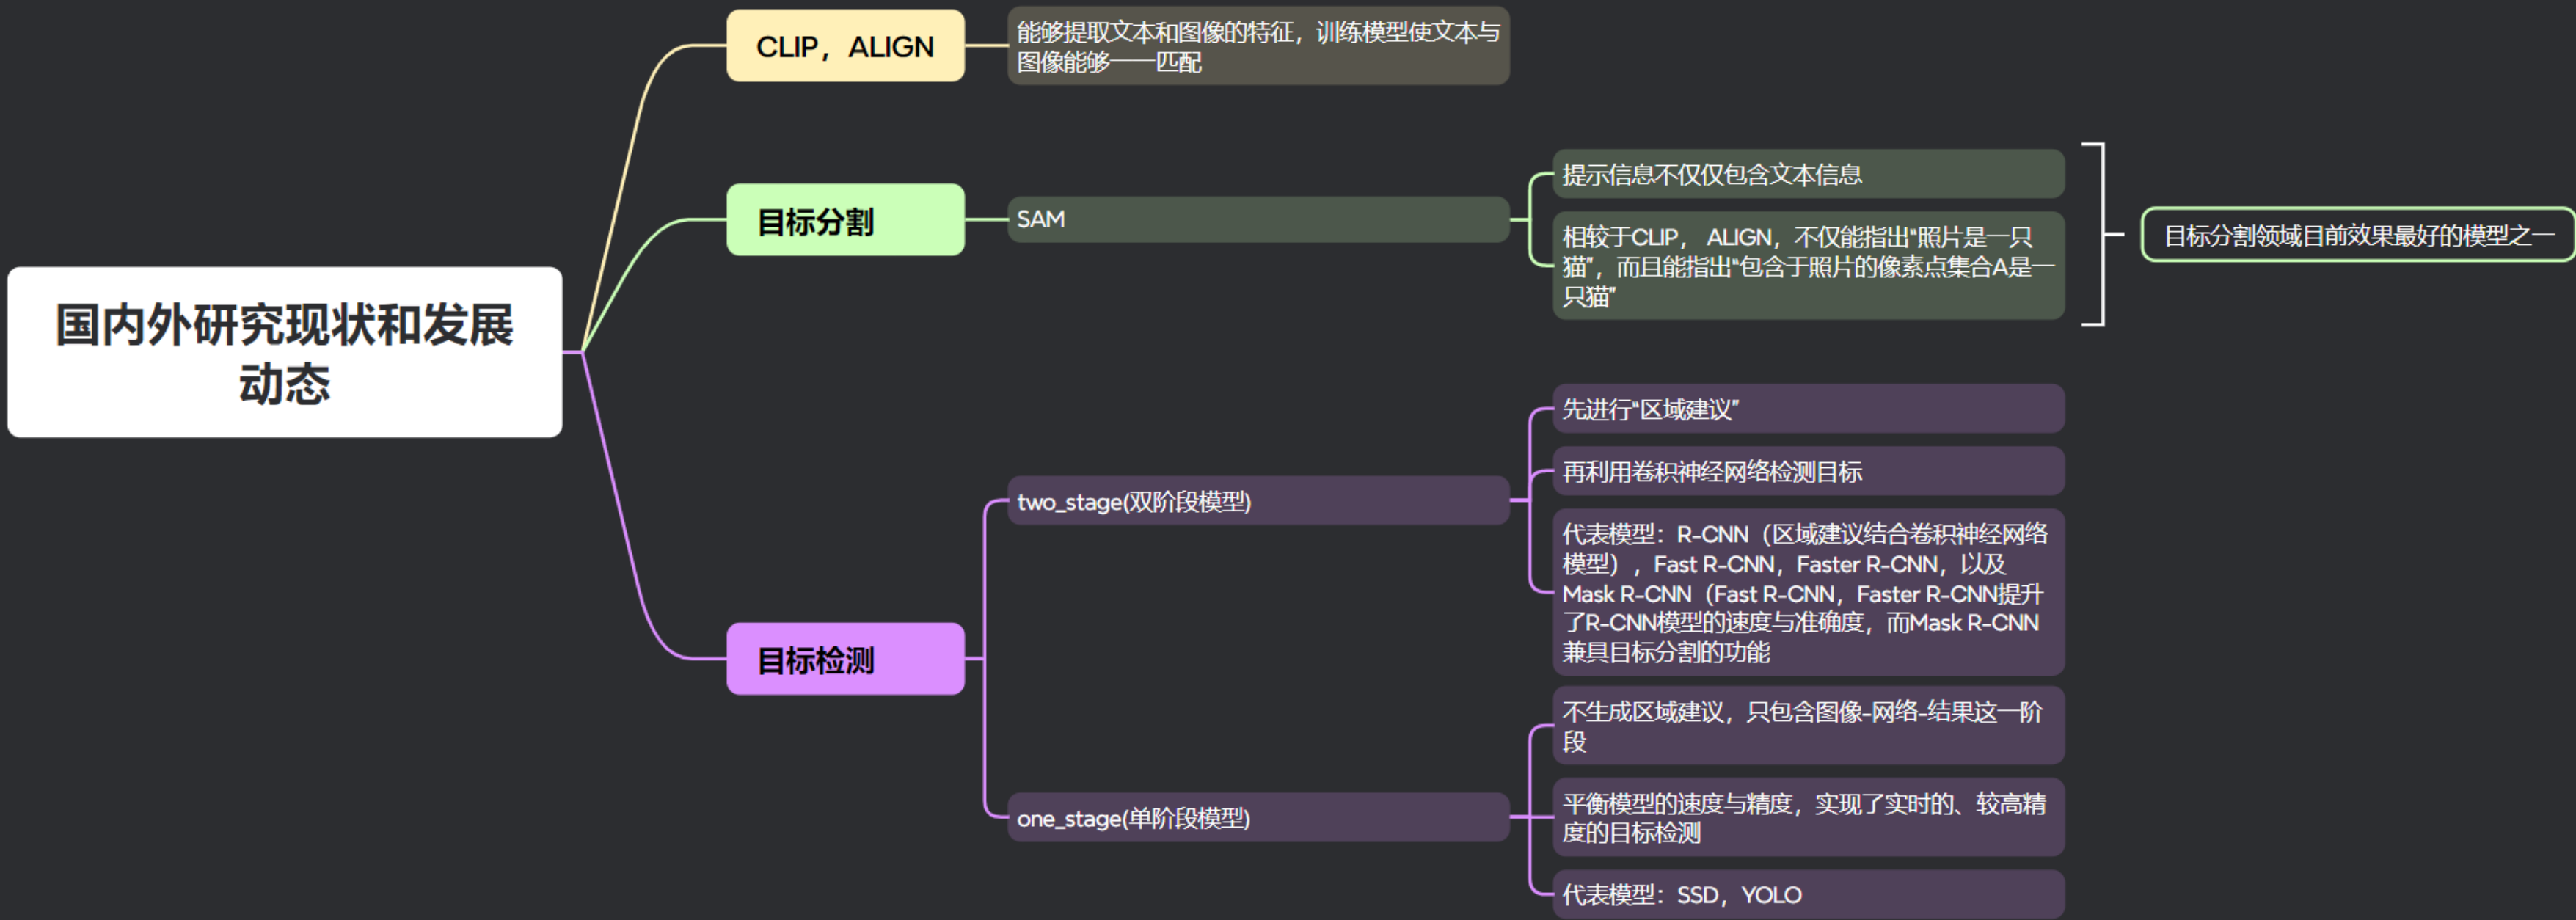 国内外研究现状和发展
动态
CLIP，ALIGN
能够提取文本和图像的特征，训练模型使文本与
图像能够一一匹配
目标分割
SAM
提示信息不仅仅包含文本信息
相较于CLIP， ALIGN，不仅能指出“照片是一只
猫”，而且能指出“包含于照片的像素点集合A是一
只猫”
目标分割领域目前效果最好的模型之一
目标检测
two_stage(双阶段模型)
先进行“区域建议”
再利用卷积神经网络检测目标
代表模型：R-CNN（区域建议结合卷积神经网络
模型），Fast R-CNN，Faster R-CNN，以及
Mask R-CNN（Fast R-CNN，Faster R-CNN提升
了R-CNN模型的速度与准确度，而Mask R-CNN
兼具目标分割的功能
one_stage(单阶段模型)
不生成区域建议，只包含图像-网络-结果这一阶
段
平衡模型的速度与精度，实现了实时的、较高精
度的目标检测
代表模型：SSD，YOLO